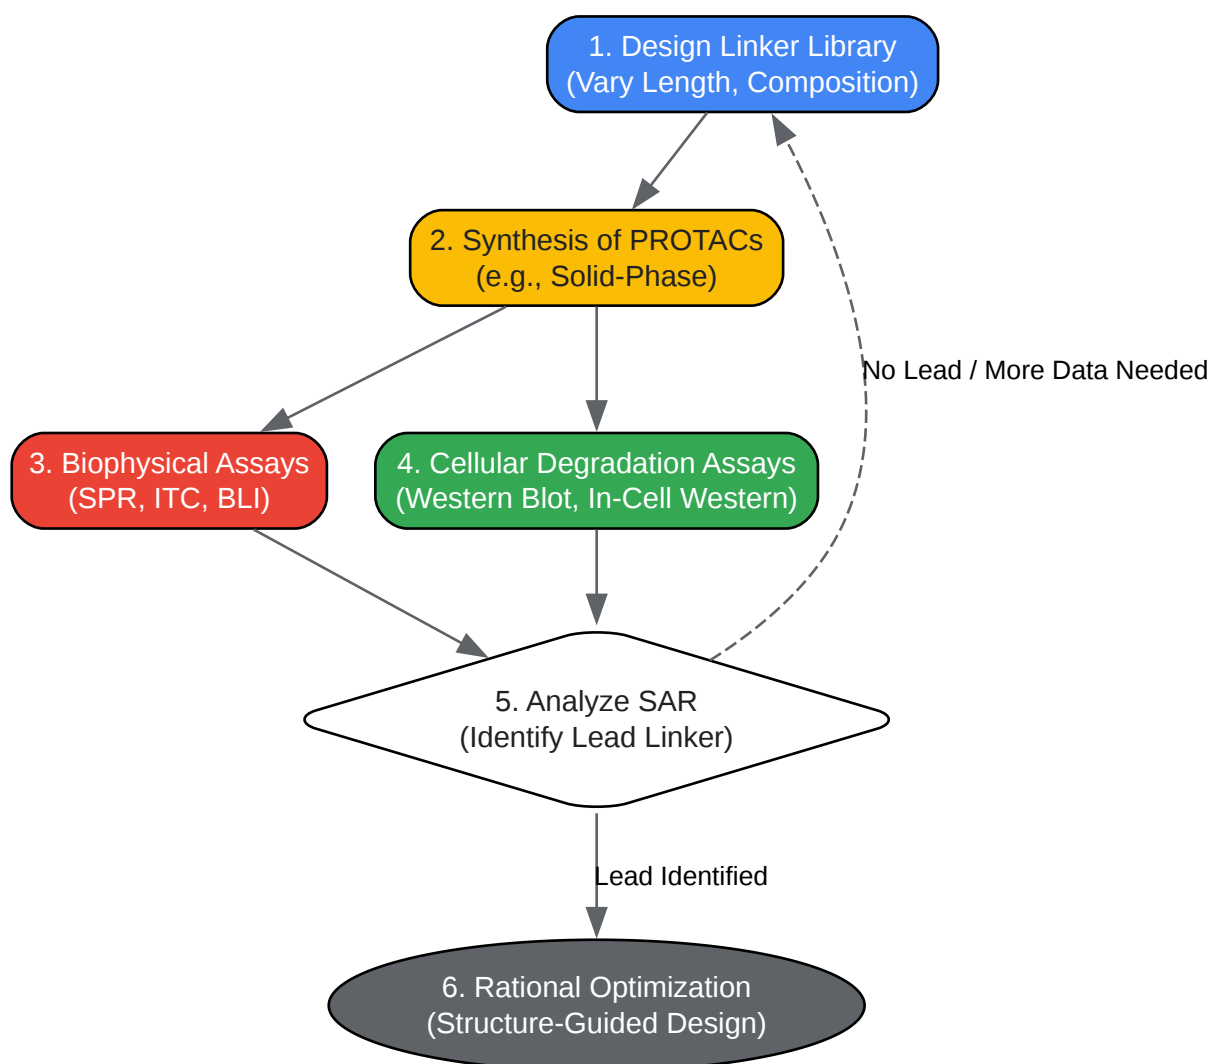 1. Design Linker Library
(Vary Length, Composition)
2. Synthesis of PROTACs
(e.g., Solid-Phase)
No Lead / More Data Needed
3. Biophysical Assays
(SPR, ITC, BLI)
4. Cellular Degradation Assays
(Western Blot, In-Cell Western)
5. Analyze SAR
(Identify Lead Linker)
Lead Identified
6. Rational Optimization
(Structure-Guided Design)